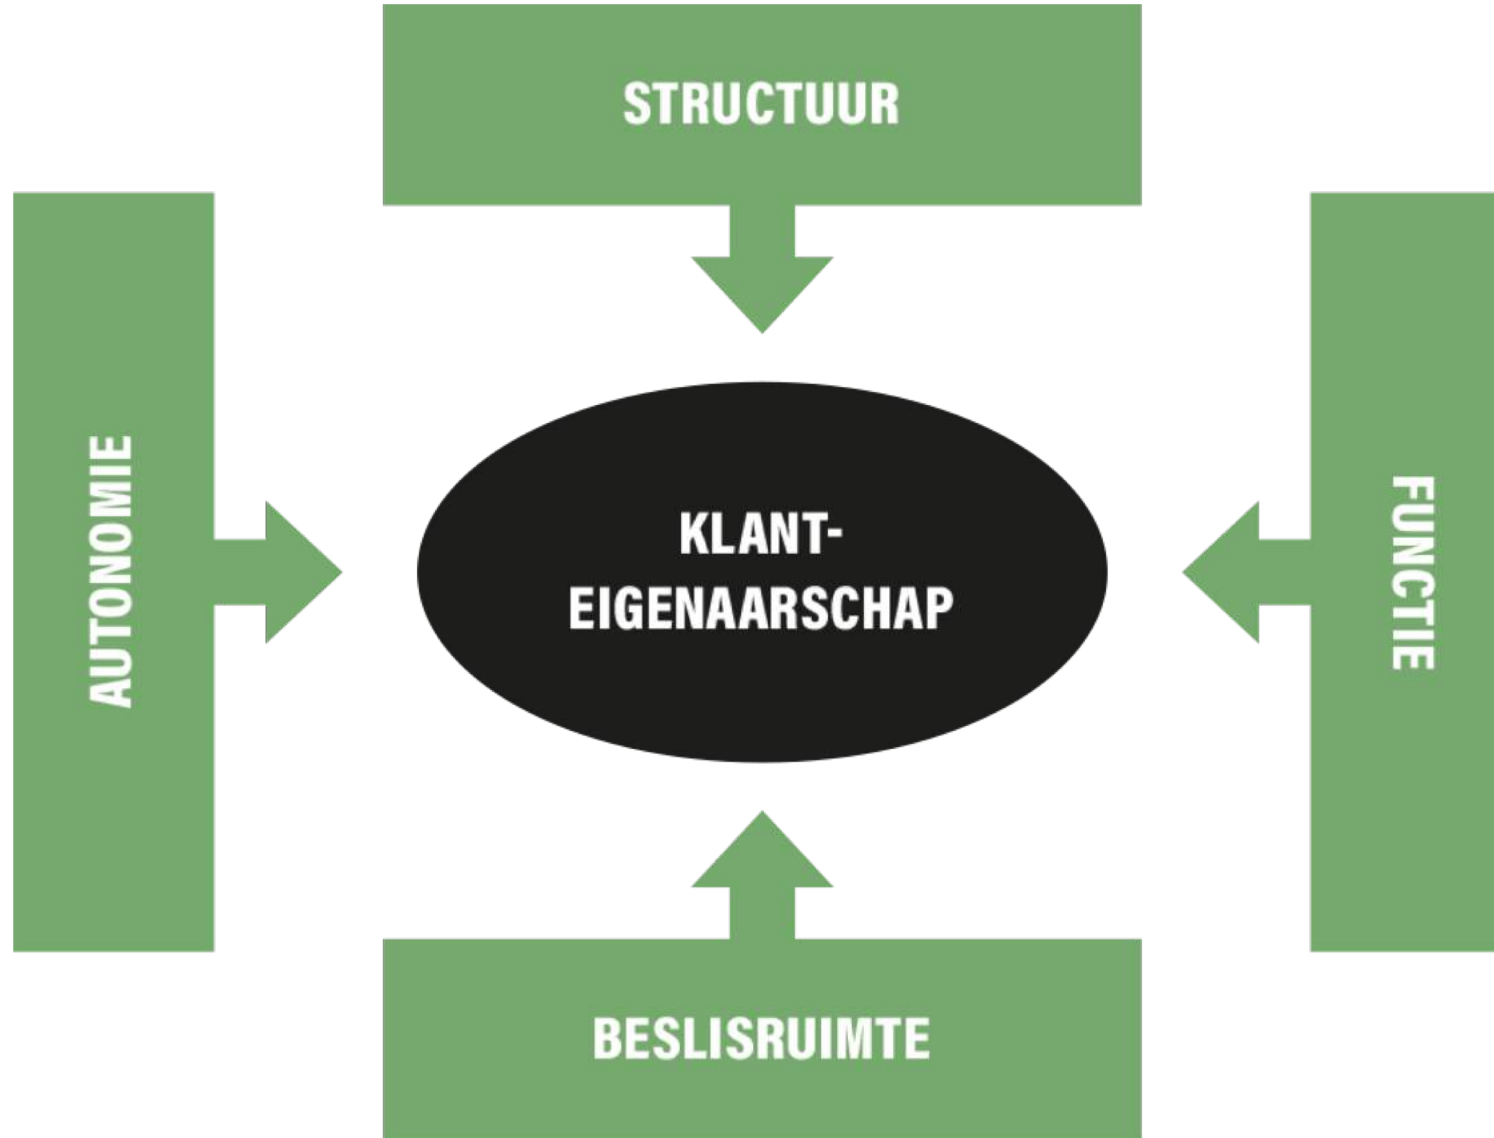 STRUCTUUR
AUTONOMIE
KLANT-
EIGENAARSCHAP
FUNCTIE
BESLISRUIMTE